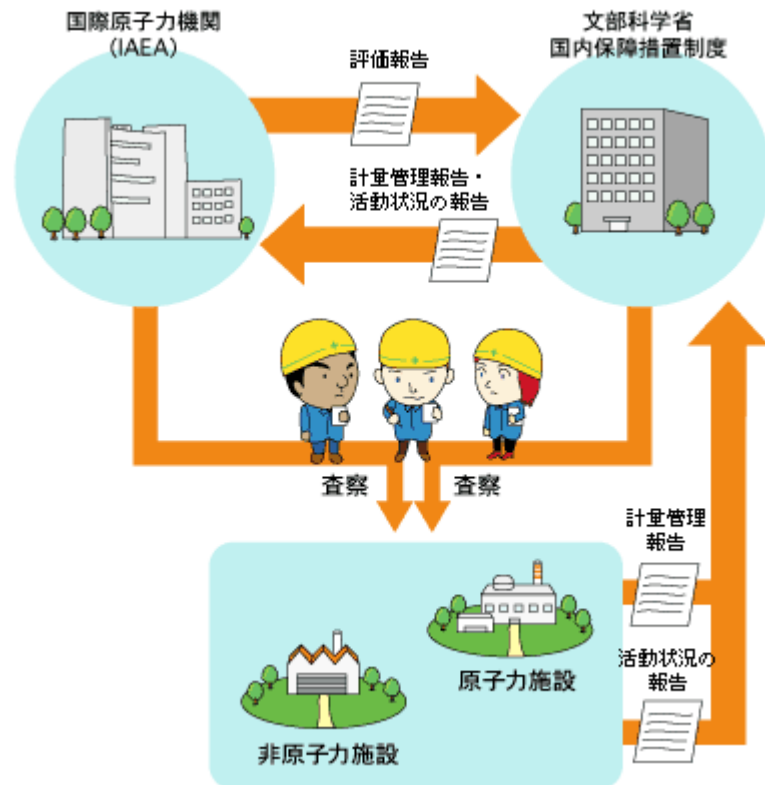 国際原子力機関
(IAEA)
文部科学省
国内保障措置制度
評価報告
計量管理報告・
活動状況の報告
査察
査察
計量管理
報告
原子力施設
活動状況の
報告
非原子力施設